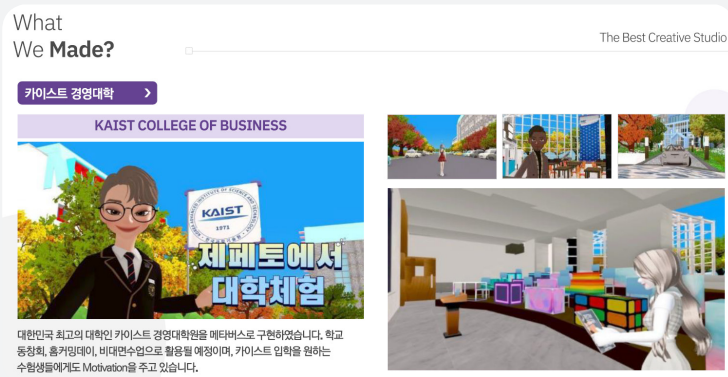 What
We Made?
The Best Creative Studio
카이스트 경영대학 >
KAIST COLLEGE OF BUSINESS
KAIST
1971
제페토에서
대학체험
대한민국 최고의 대학인 카이스트 경영대학원을 메타버스로 구현하였습니다. 학교
동창회, 홈커밍데이, 비대면수업으로 활용될 예정이며, 카이스트 입학을 원하는
수험생들에게도 Motivation을 주고 있습니다.